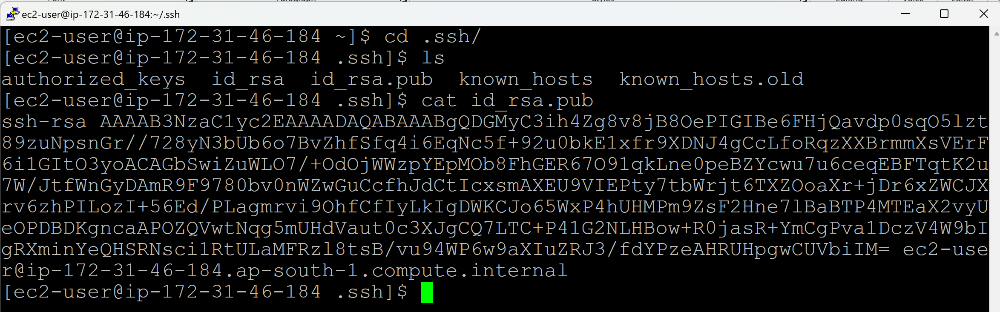 ec2-user@ip-172-31-46-184:~/.ssh
[ec2-user@ip-172-31-46-184 ~]$ cd .ssh/
[ec2-user@ip-172-31-46-184 .ssh]$ ls
authorized_keys  id_rsa  id_rsa.pub  known_hosts  known_hosts.old
[ec2-user@ip-172-31-46-184 .ssh]$ cat id_rsa.pub
ssh-rsa AAAAB3NzaC1yc2EAAAADAQABAAABgQDGMyC3ih4Zg8v8jB8OePIGIBe6FHjQavdp0sqO5lzt
89zuNpsnGr//728yN3bUb6o7BvZhfSfq4i6EqNc5f+92u0bkE1xfr9XDNJ4gCcLfoRqzXXBrmmXsVErF
6i1GItO3yoACAGbSwiZuWLO7/+OdOjWWzpYEpMOb8FhGER67O91qkLne0peBZYcwu7u6ceqEBFTqtK2u
7W/JtfWnGyDAmR9F9780bv0nWZwGuCcfhJdCtIcxsmAXEU9VIEPty7tbWrjt6TXZOoaXr+jDr6xZWCJX
rv6zhPILozI+56Ed/PLagmrvi9OhfCfIyLkIgDWKCJo65WxP4hUHMPm9ZsF2Hne7lBaBTP4MTEaX2vyU
eOPDBDKgncaAPOZQVwtNqg5mUHdVaut0c3XJgCQ7LTC+P41G2NLHBow+R0jasR+YmCgPva1DczV4W9bI
gRXminYeQHSRNsci1RtULaMFRzl8tsB/vu94WP6w9aXIuZRJ3/fdYPzeAHRUHpgwCUVbiIM= ec2-use
r@ip-172-31-46-184.ap-south-1.compute.internal
[ec2-user@ip-172-31-46-184 .ssh]$